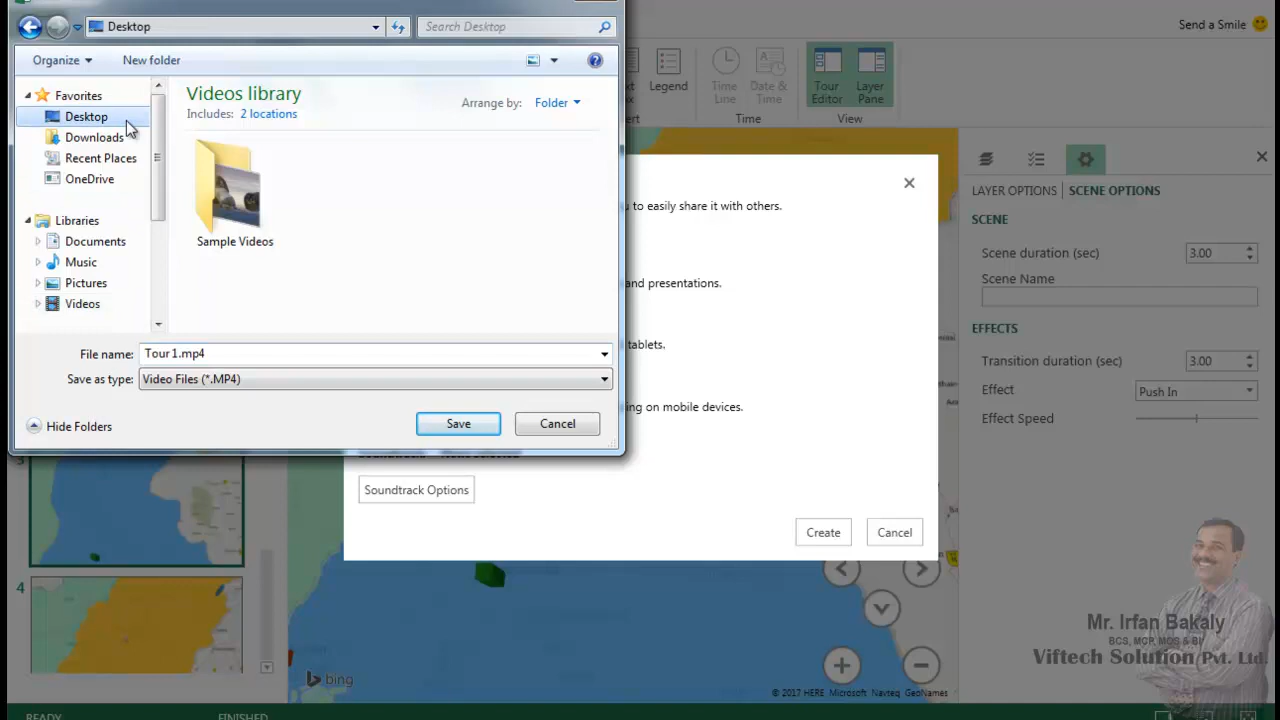 Desktop
Search Desktop
Send a Smile
Organize
New folder
Favorites
Desktop
Downloads
Recent Places
OneDrive
Libraries
Documents
Music
Pictures
Videos
Videos library
Includes: 2 locations
Arrange by: Folder
Sample Videos
File name: Tour 1.mp4
Save as type: Video Files (*.MP4)
Hide Folders
Save
Cancel
Legend
Time Line
Date & Time
Time
Tour Editor
Layer Pane
View
to easily share it with others.
and presentations.
tablets.
on mobile devices.
Soundtrack Options
Create
Cancel
LAYER OPTIONS | SCENE OPTIONS
SCENE
Scene duration (sec) 3.00
Scene Name
EFFECTS
Transition duration (sec) 3.00
Effect Push In
Effect Speed
4
bing
© 2017 HERE Microsoft, Navteq, GeoNames
Mr. Irfan Bakaly
BCS, MCP, MOS & BI
Viftech Solution Pvt. Ltd.
READY
FINISHED